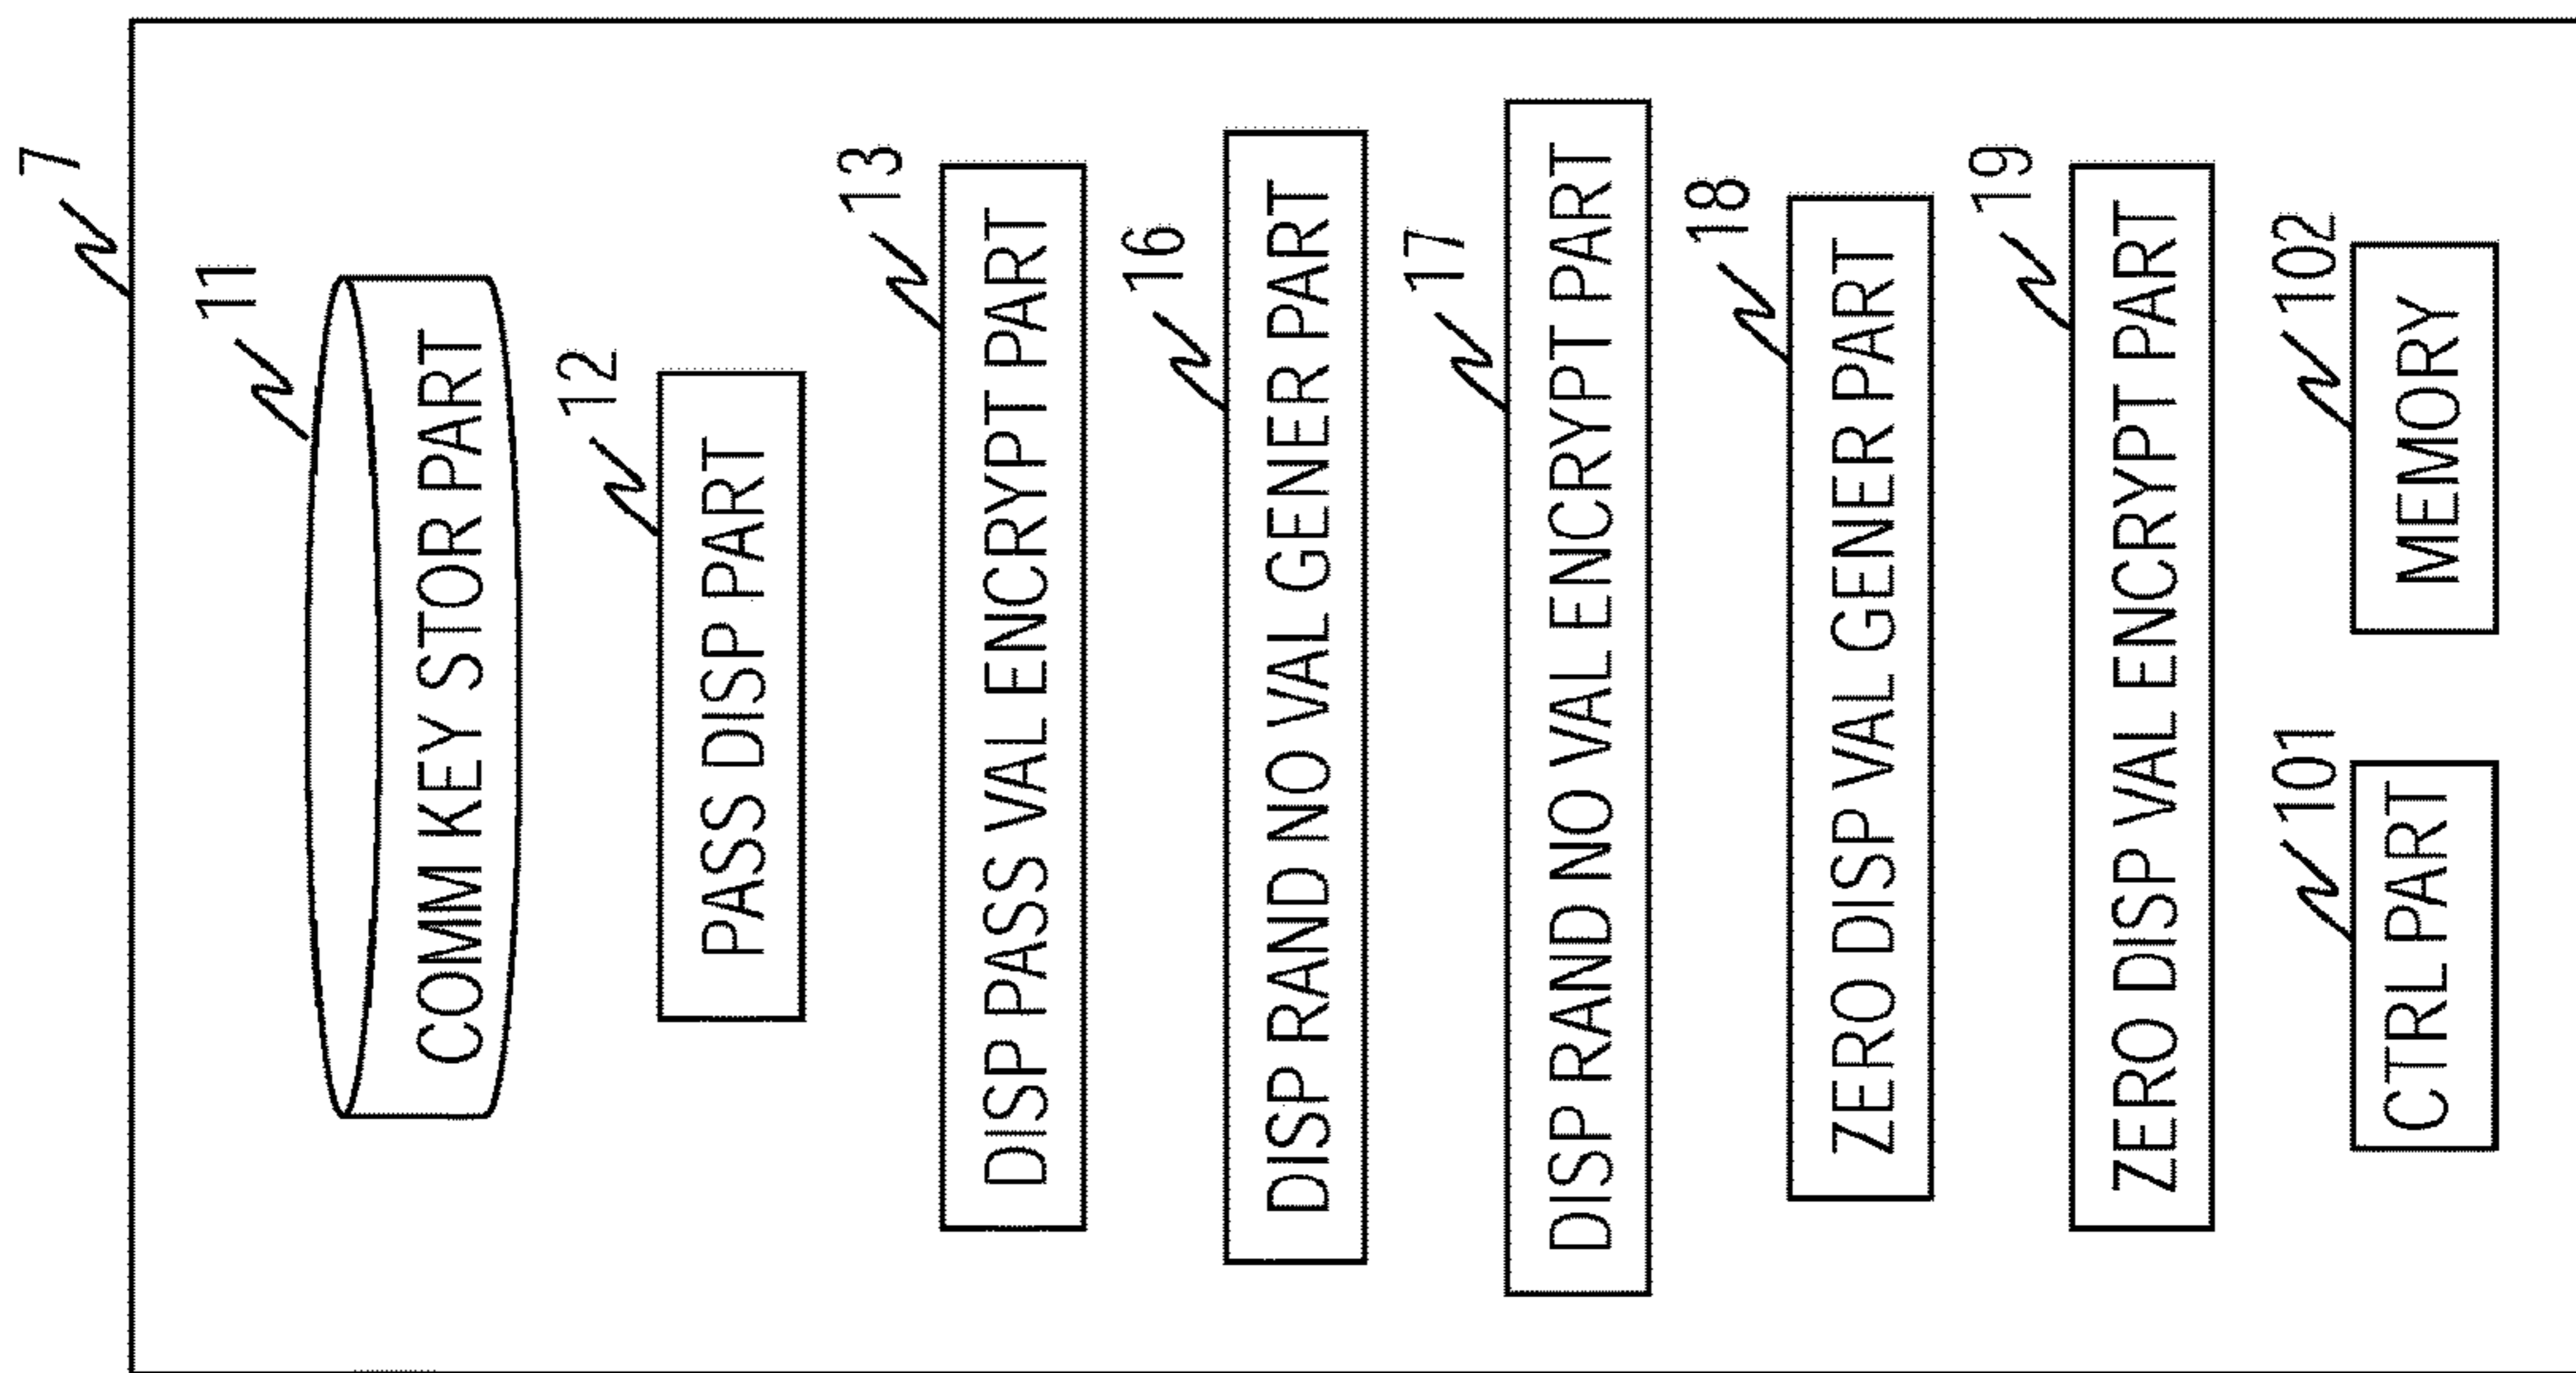 7
11
COMM KEY STOR PART
12
PASS DISP PART
13
DISP PASS VAL ENCRYPT PART
16
DISP RAND NO VAL GENER PART
17
DISP RAND NO VAL ENCRYPT PART
18
ZERO DISP VAL GENER PART
19
ZERO DISP VAL ENCRYPT PART
101
CTRL PART
102
MEMORY